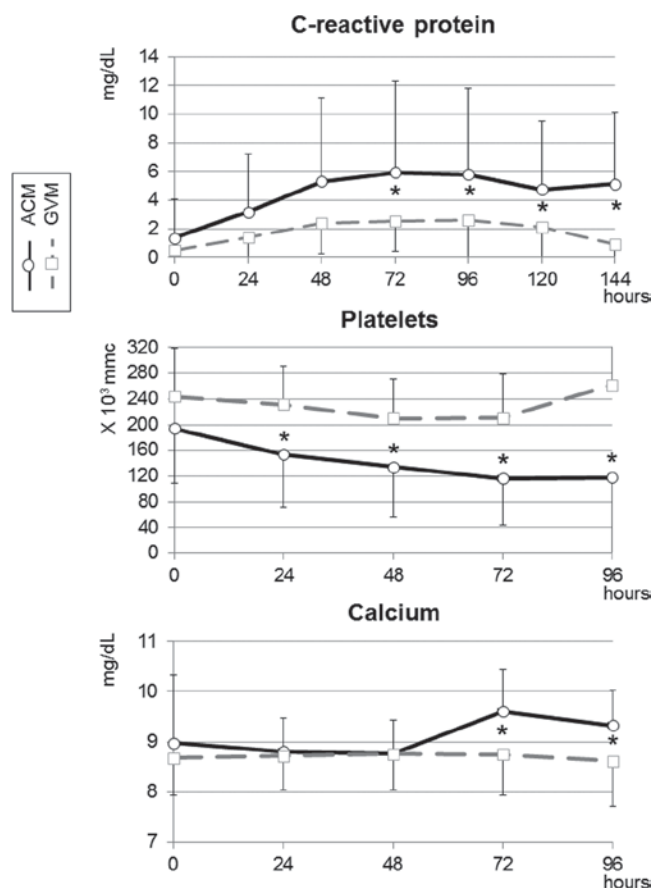 C-reactive protein
mg/dL
14
12
10
8
6
4
2
0
* * * *
0 24 48 72 96 120 144
hours
ACM
GVM
Platelets
X 10³ mmc
320
280
240
200
160
120
80
40
0
* * * *
0 24 48 72 96
hours
Calcium
mg/dL
11
10
9
8
7
* *
0 24 48 72 96
hours